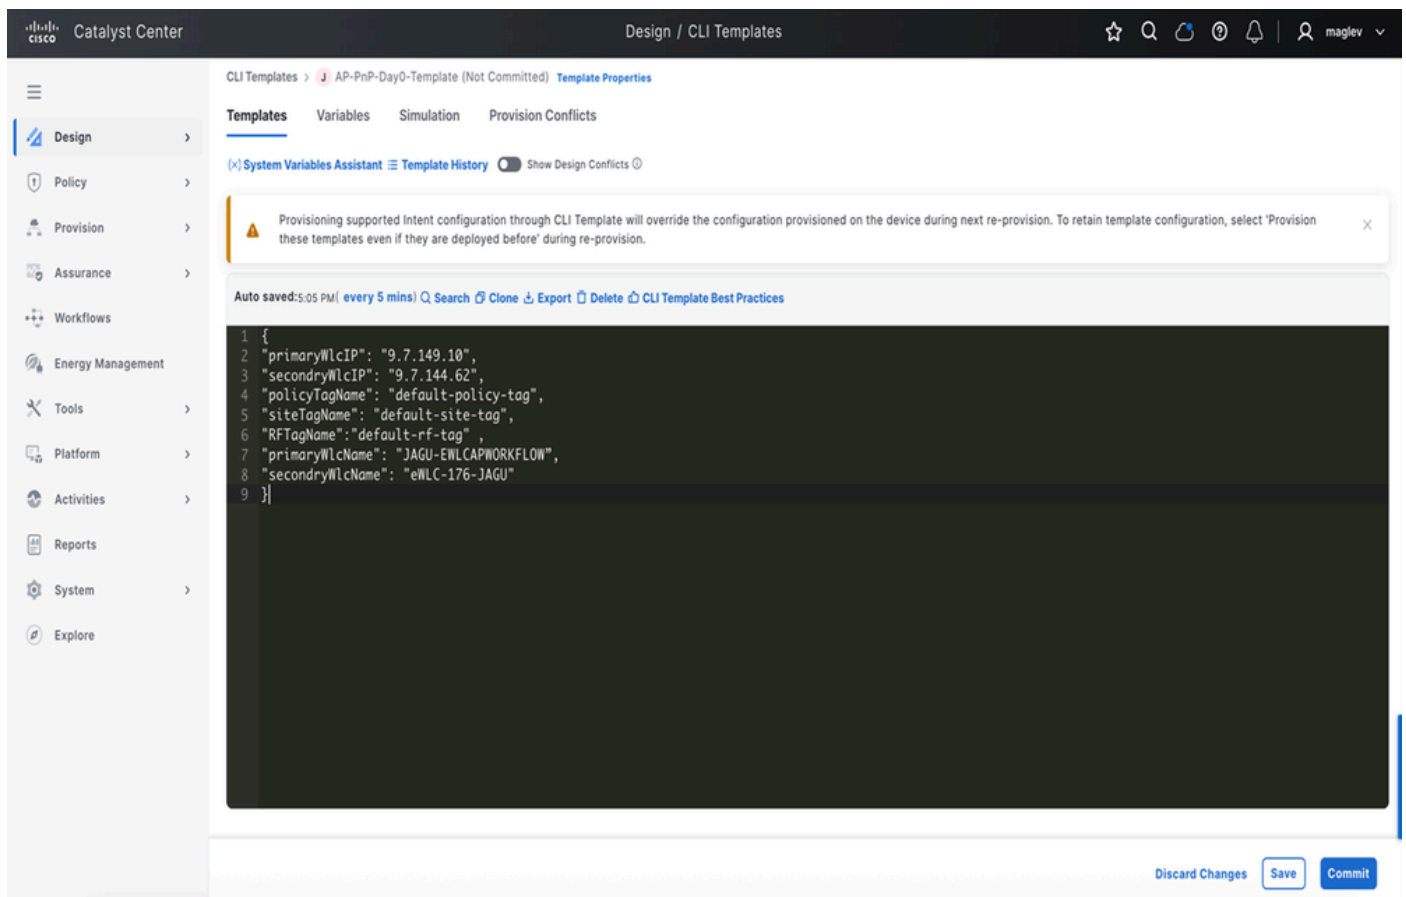 cisco Catalyst Center
Design / CLI Templates
maglev
CLI Templates > J AP-PnP-Day0-Template (Not Committed) Template Properties
Templates Variables Simulation Provision Conflicts
(×) System Variables Assistant Template History Show Design Conflicts
Provisioning supported Intent configuration through CLI Template will override the configuration provisioned on the device during next re-provision. To retain template configuration, select 'Provision
these templates even if they are deployed before' during re-provision.
Auto saved:5:05 PM( every 5 mins) Search Clone Export Delete CLI Template Best Practices
1 {
2 "primaryWlcIP": "9.7.149.10",
3 "secondryWlcIP": "9.7.144.62",
4 "policyTagName": "default-policy-tag",
5 "siteTagName": "default-site-tag",
6 "RFTagName":"default-rf-tag" ,
7 "primaryWlcName": "JAGU-EWLCAPWORKFLOW",
8 "secondryWlcName": "eWLC-176-JAGU"
9 }
Design
Policy
Provision
Assurance
Workflows
Energy Management
Tools
Platform
Activities
Reports
System
Explore
Discard Changes Save Commit